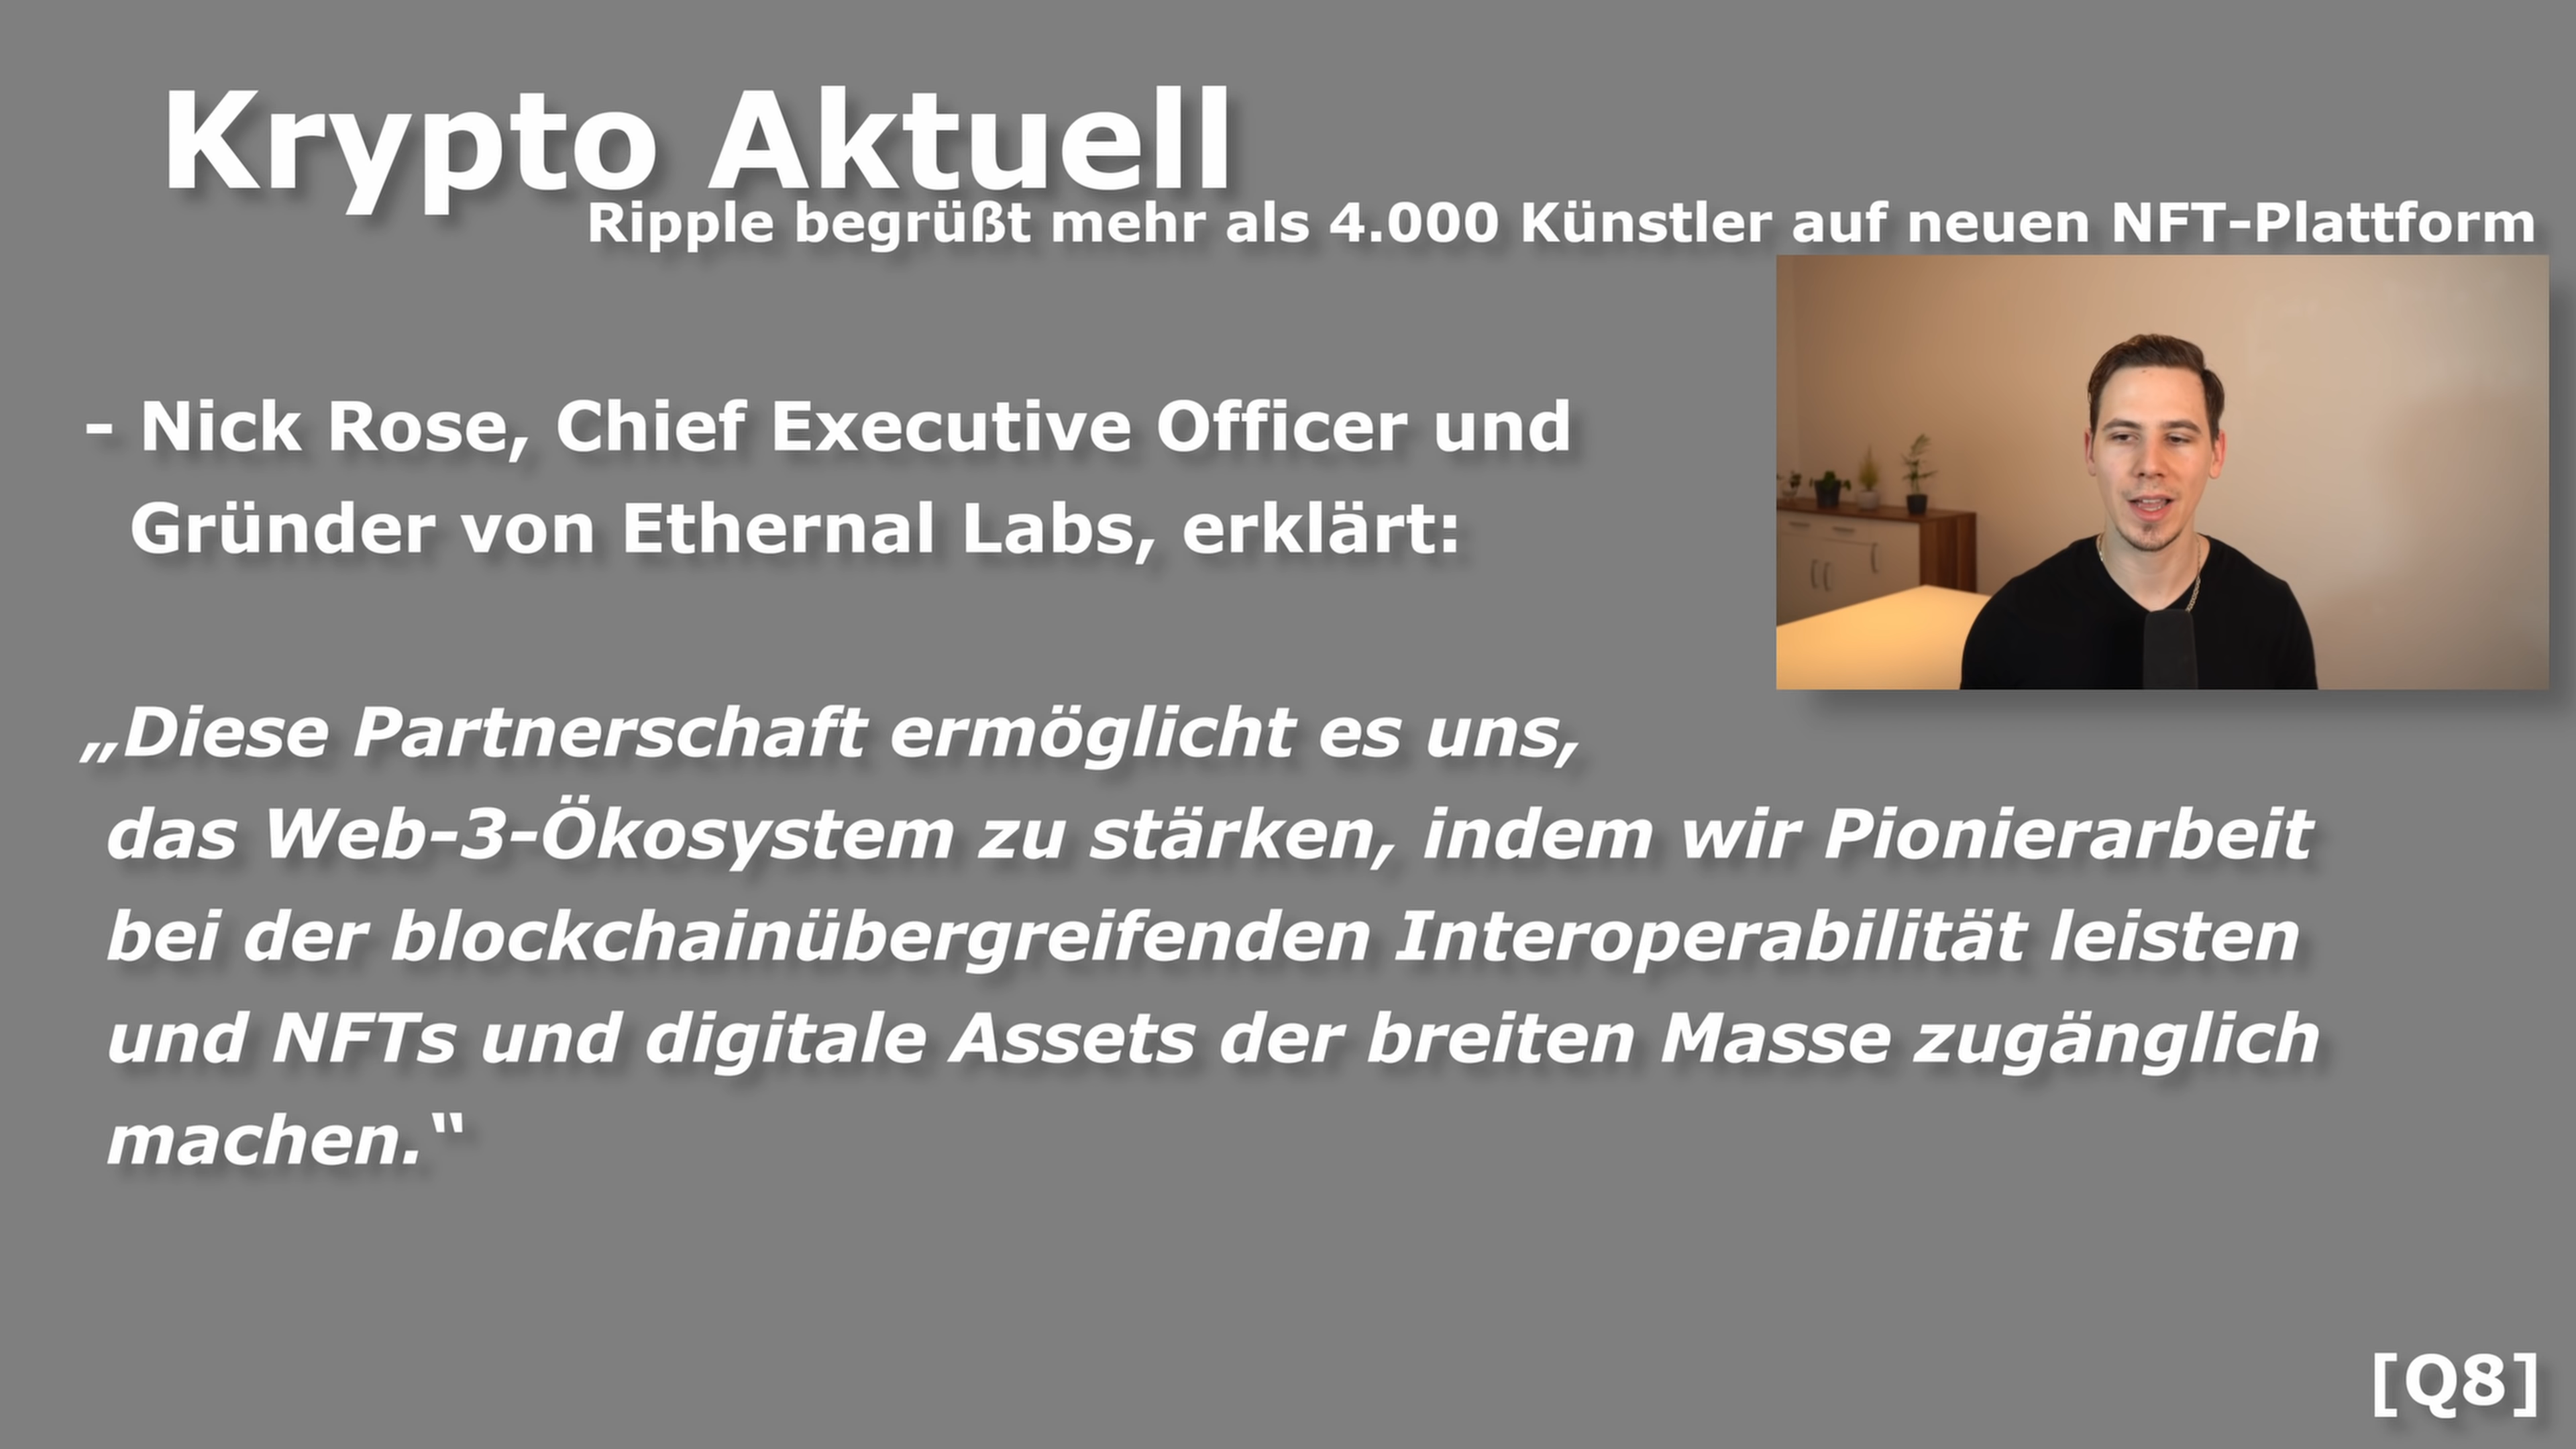 Krypto Aktuell
Ripple begrüßt mehr als 4.000 Künstler auf neuen NFT-Plattform
- Nick Rose, Chief Executive Officer und
Gründer von Ethernal Labs, erklärt:
„Diese Partnerschaft ermöglicht es uns,
das Web-3-Ökosystem zu stärken, indem wir Pionierarbeit
bei der blockchainübergreifenden Interoperabilität leisten
und NFTs und digitale Assets der breiten Masse zugänglich
machen.“
[Q8]